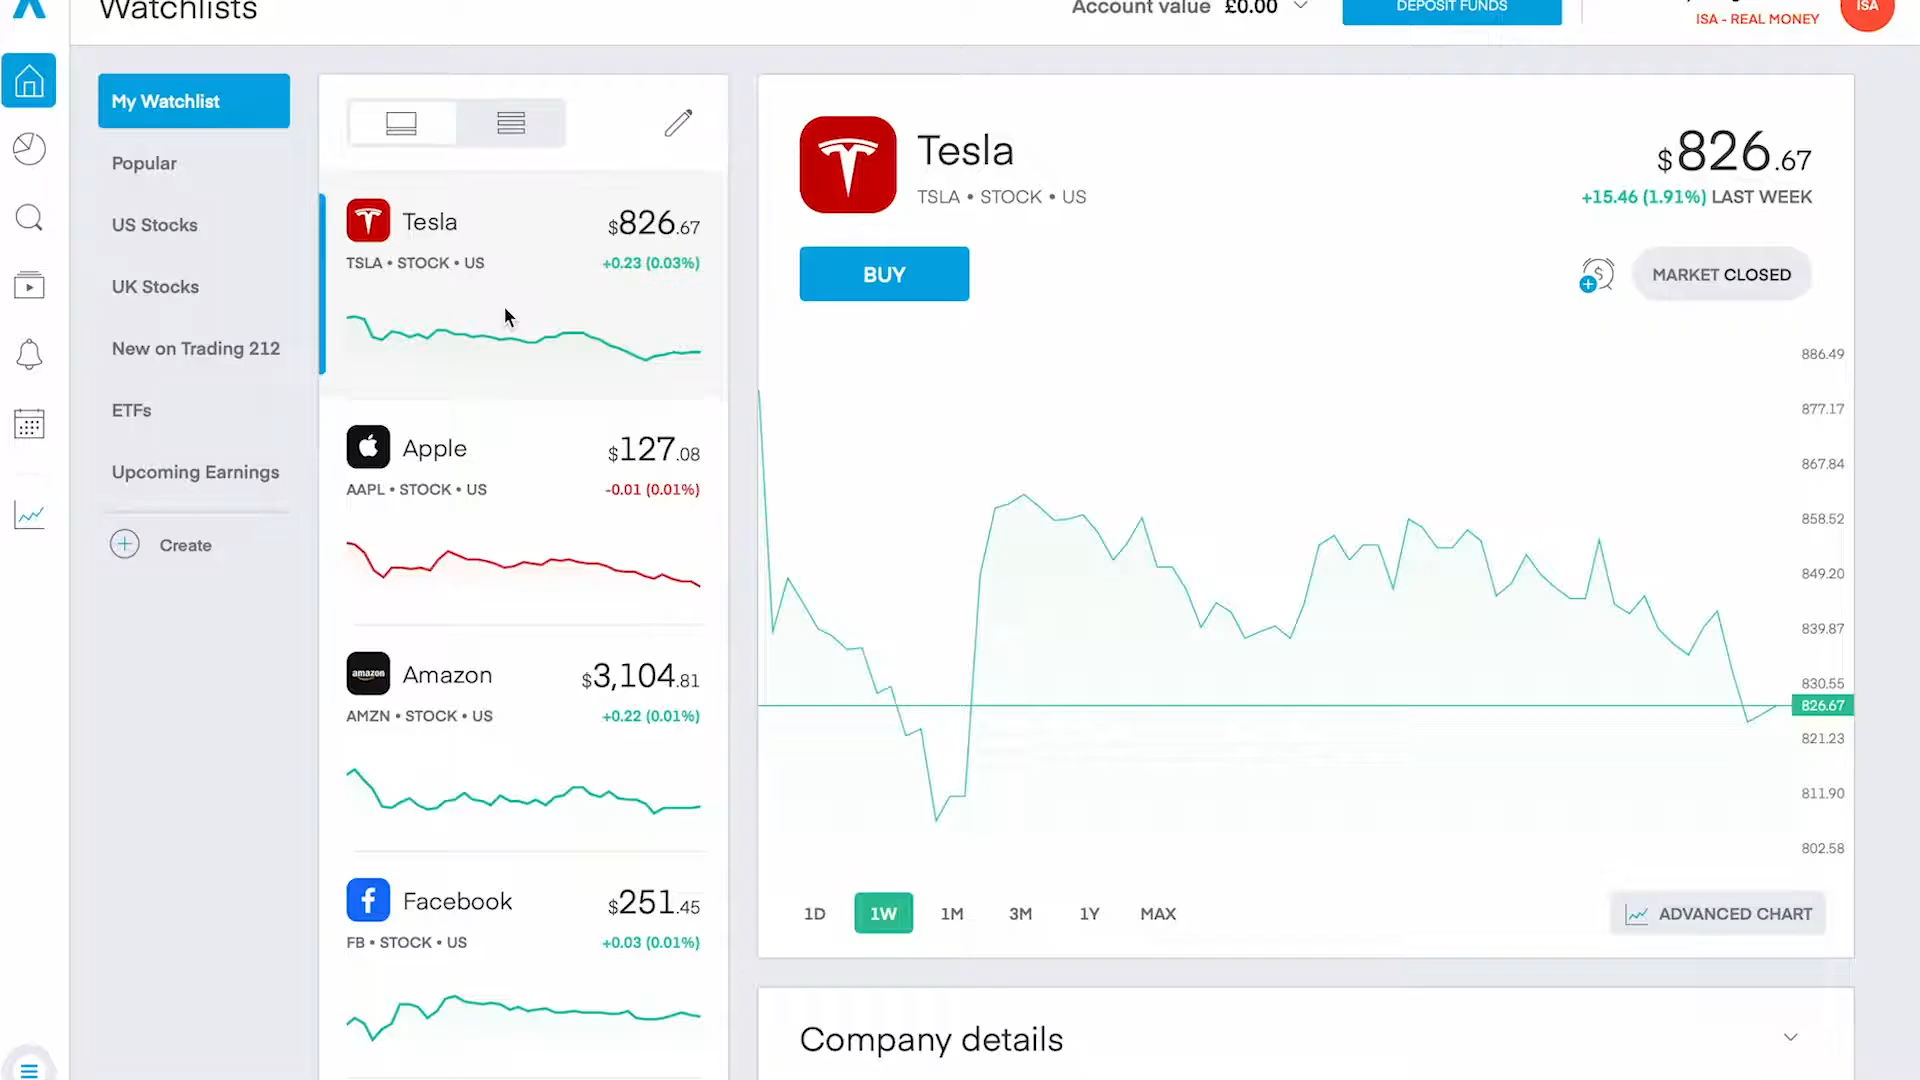 Watchlists
Account value £0.00
DEPOSIT FUNDS
ISA - REAL MONEY
ISA
My Watchlist
Popular
US Stocks
UK Stocks
New on Trading 212
ETFs
Upcoming Earnings
Create
Tesla
$826.67
TSLA • STOCK • US
+0.23 (0.03%)
Apple
$127.08
AAPL • STOCK • US
-0.01 (0.01%)
amazon
Amazon
$3,104.81
AMZN • STOCK • US
+0.22 (0.01%)
Facebook
$251.45
FB • STOCK • US
+0.03 (0.01%)
Tesla
TSLA • STOCK • US
$826.67
+15.46 (1.91%) LAST WEEK
BUY
MARKET CLOSED
886.49
877.17
867.84
858.52
849.20
839.87
830.55
826.67
821.23
811.90
802.58
1D 1W 1M 3M 1Y MAX
ADVANCED CHART
Company details